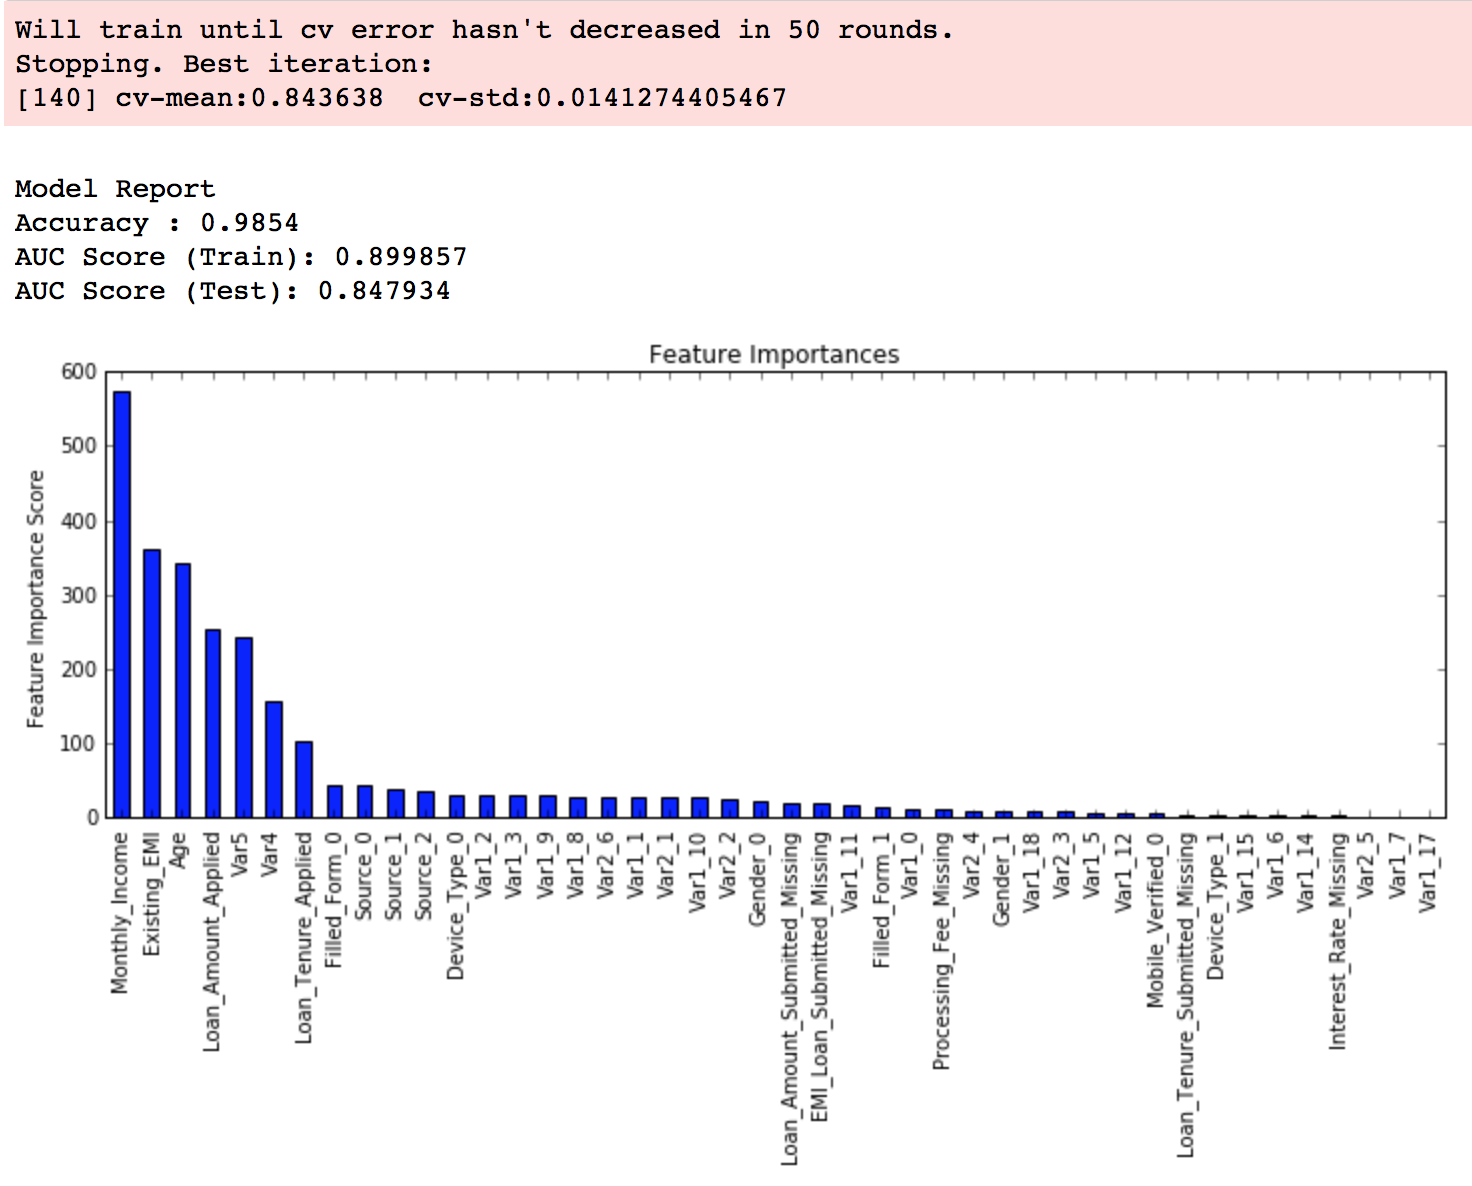 Will train until cv error hasn't decreased in 50 rounds.
Stopping. Best iteration:
[140] cv-mean:0.843638 cv-std:0.0141274405467
Model Report
Accuracy : 0.9854
AUC Score (Train): 0.899857
AUC Score (Test): 0.847934
Feature Importances
Feature Importance Score
600
500
400
300
200
100
0
Monthly_Income
Existing_EMI
Age
Loan_Amount_Applied
Var5
Var4
Loan_Tenure_Applied
Filled_Form_0
Source_0
Source_1
Source_2
Device_Type_0
Var1_2
Var1_3
Var1_9
Var1_8
Var2_6
Var1_1
Var2_1
Var1_10
Var2_2
Gender_0
Loan_Amount_Submitted_Missing
EMI_Loan_Submitted_Missing
Var1_11
Filled_Form_1
Var1_0
Processing_Fee_Missing
Var2_4
Gender_1
Var1_18
Var2_3
Var1_5
Var1_12
Mobile_Verified_0
Loan_Tenure_Submitted_Missing
Device_Type_1
Var1_15
Var1_6
Var1_14
Interest_Rate_Missing
Var2_5
Var1_7
Var1_17